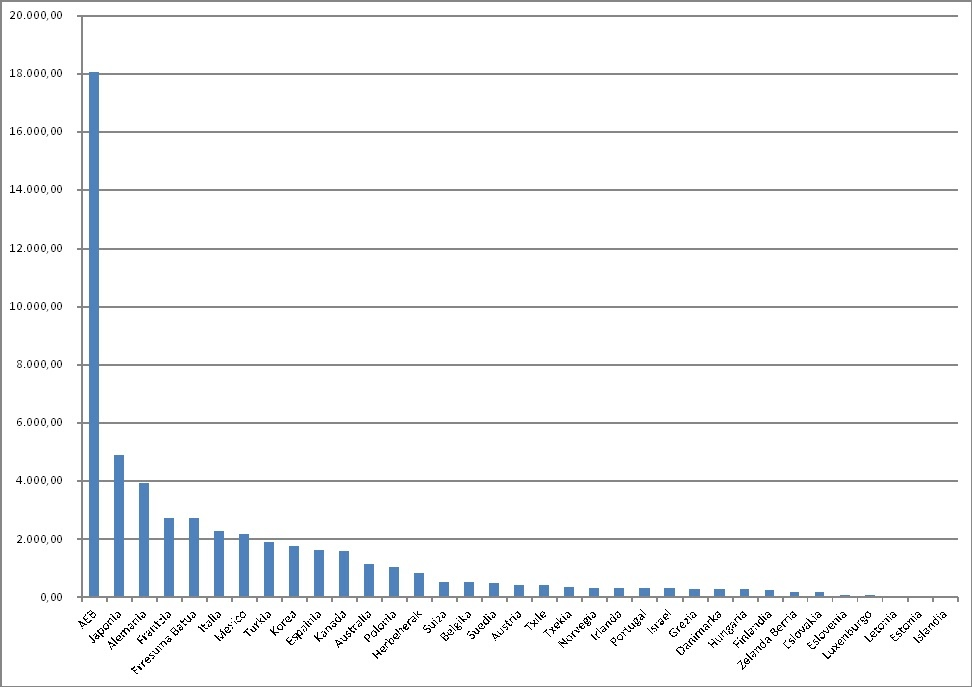 20.000,00
18.000,00
16.000,00
14.000,00
12.000,00
10.000,00
8.000,00
6.000,00
4.000,00
2.000,00
0,00
AEB
Japonia
Alemania
Frantzia
Erresuma Batua
Italia
Mexico
Turkia
Korea
Espainia
Kanada
Australia
Polonia
Herbeherak
Suiza
Belgika
Suedia
Austria
Txile
Txekia
Norvegia
Irlanda
Portugal
Israel
Grezia
Danimarka
Hungaria
Finlandia
Zelanda Berria
Eslovakia
Eslovenia
Luxenburgo
Letonia
Estonia
Islandia